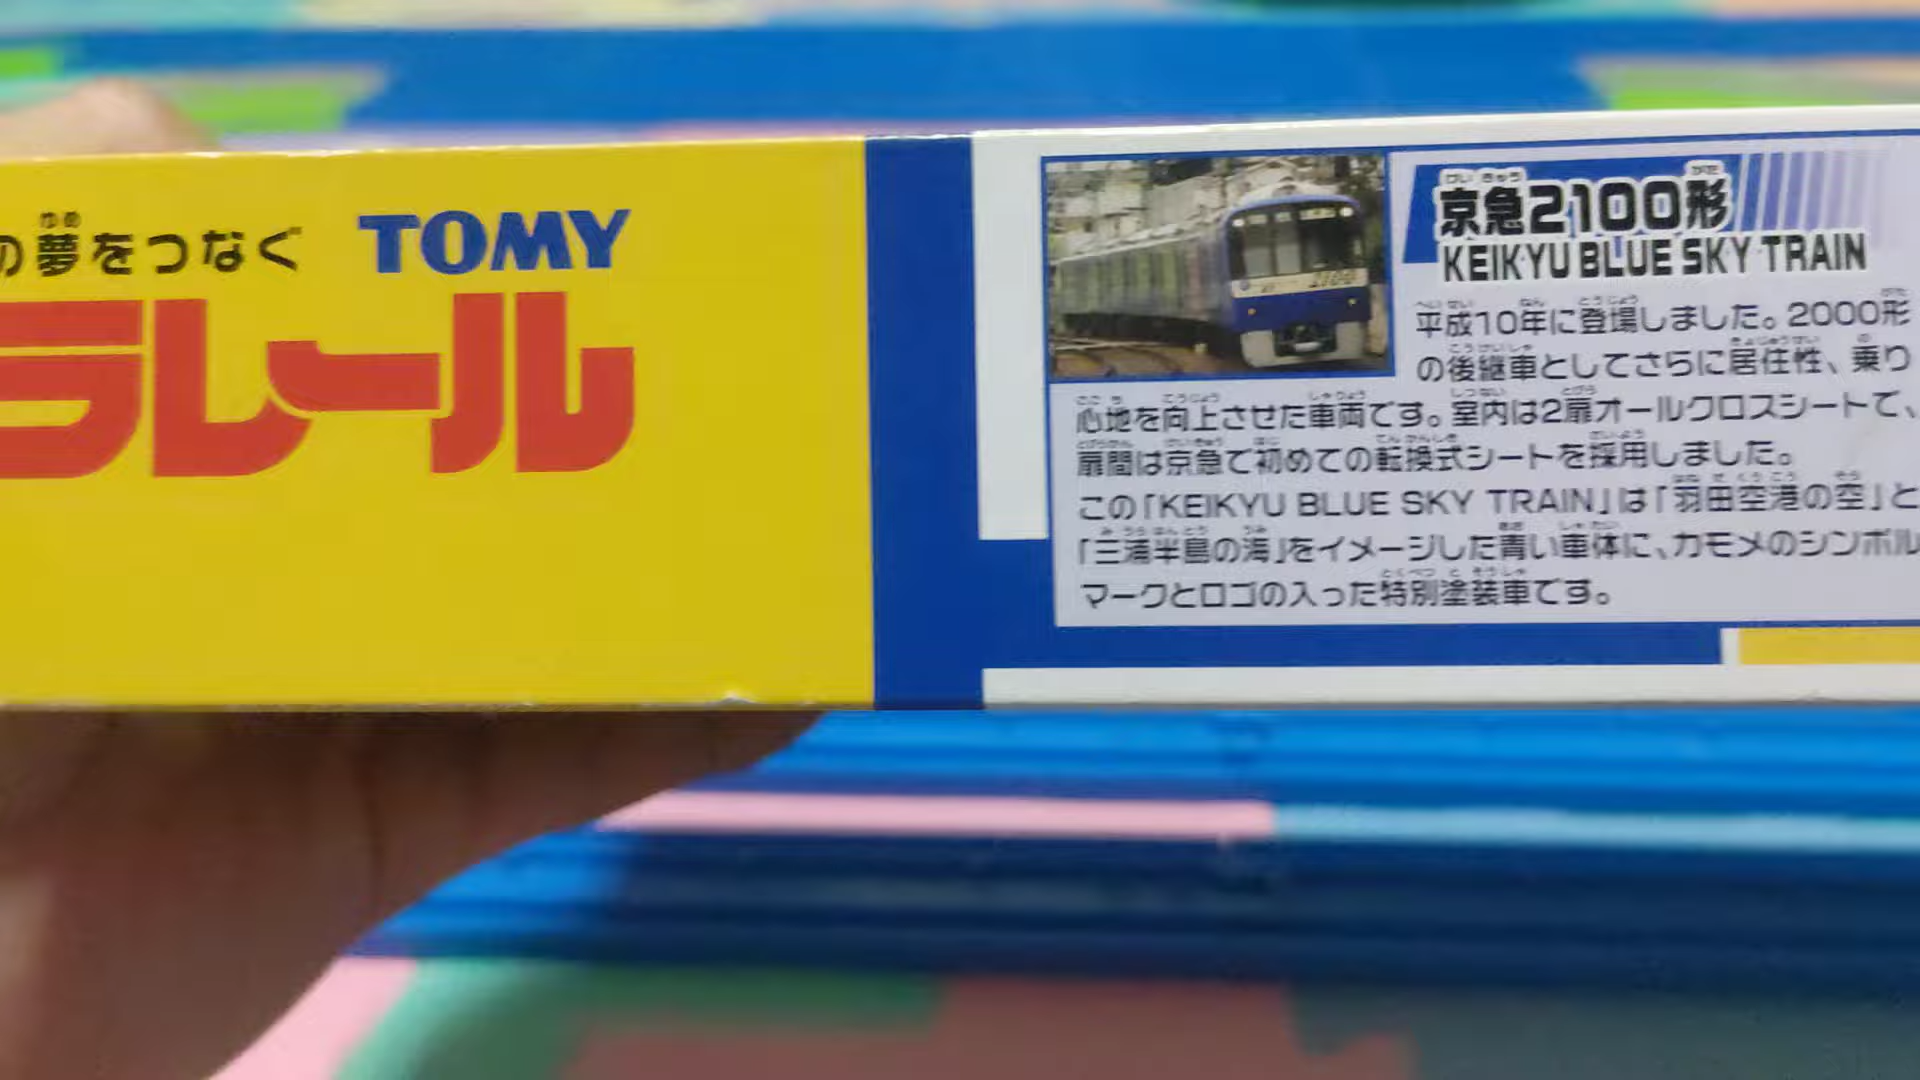 の夢をつなぐ TOMY
ラレール
京急2100形
KEIKYU BLUE SKY TRAIN
平成10年に登場しました。2000形
の後継車としてさらに居住性、乗り
心地を向上させた車両です。室内は2扉オールクロスシートで、
扉間は京急で初めての転換式シートを採用しました。
この「KEIKYU BLUE SKY TRAIN」は「羽田空港の空」と
「三浦半島の海」をイメージした青い車体に、カモメのシンボル
マークとロゴの入った特別塗装車です。